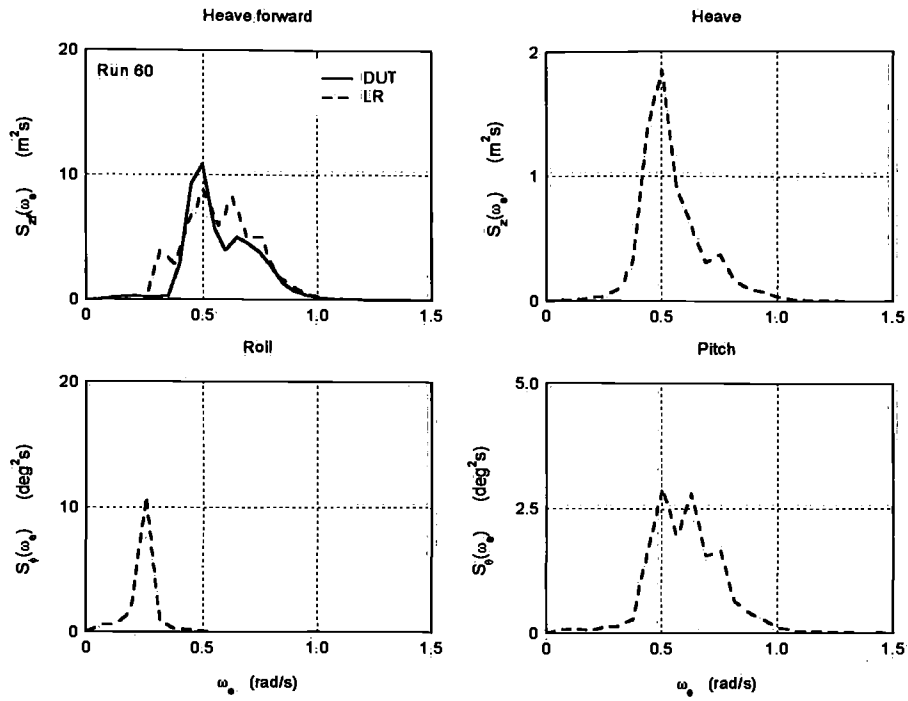 Heave forward
Heave
20
Run 60
DUT
LR
S_zf(ω_e) (m²s)
10
0
0 0.5 1.0 1.5
2
S_z(ω_e) (m²s)
1
0
0 0.5 1.0 1.5
Roll
Pitch
20
S_ϕ(ω_e) (deg²s)
10
0
0 0.5 1.0 1.5
ω_e (rad/s)
5.0
S_θ(ω_e) (deg²s)
2.5
0
0 0.5 1.0 1.5
ω_e (rad/s)